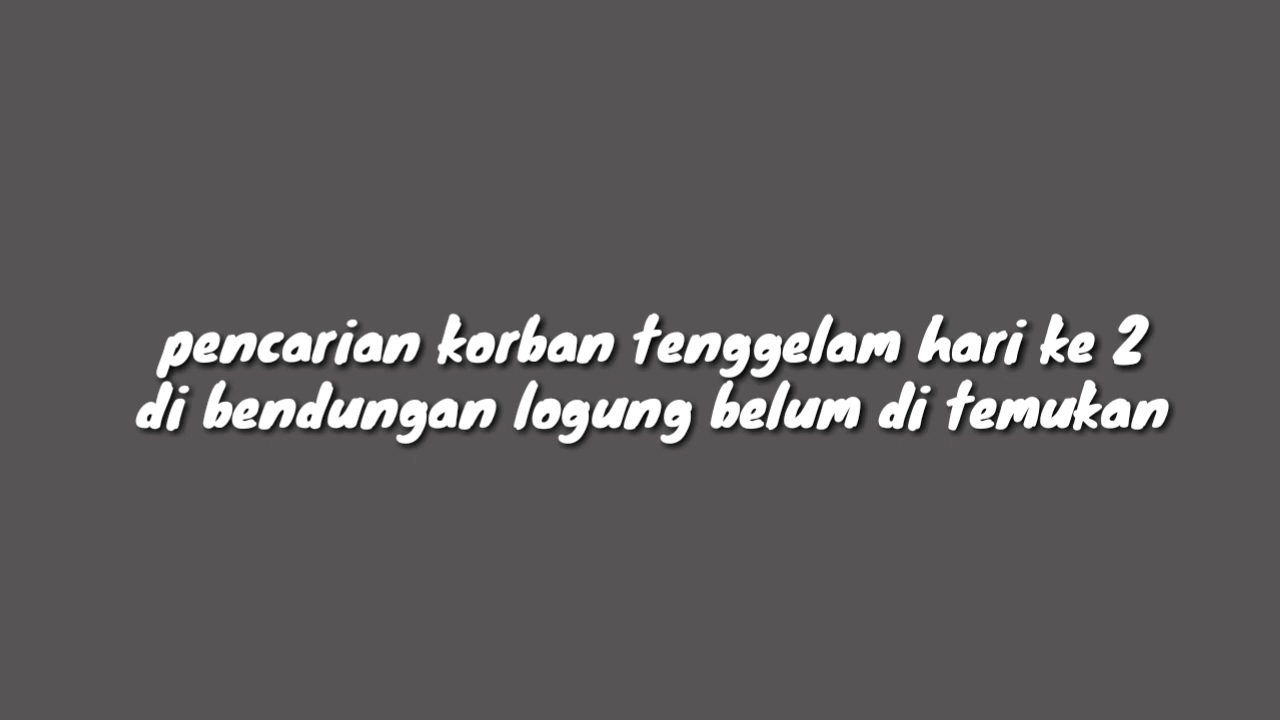 pencarian korban tenggelam hari ke 2
di bendungan logung belum di temukan